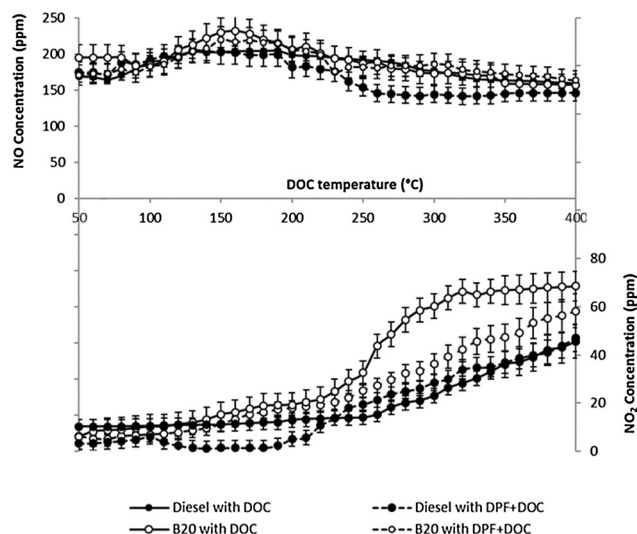 NO Concentration (ppm)
250
200
150
100
50
0
DOC temperature (°C)
50 100 150 200 250 300 350 400
80
60
40
20
0
NO₂ Concentration (ppm)
Diesel with DOC
Diesel with DPF+DOC
B20 with DOC
B20 with DPF+DOC